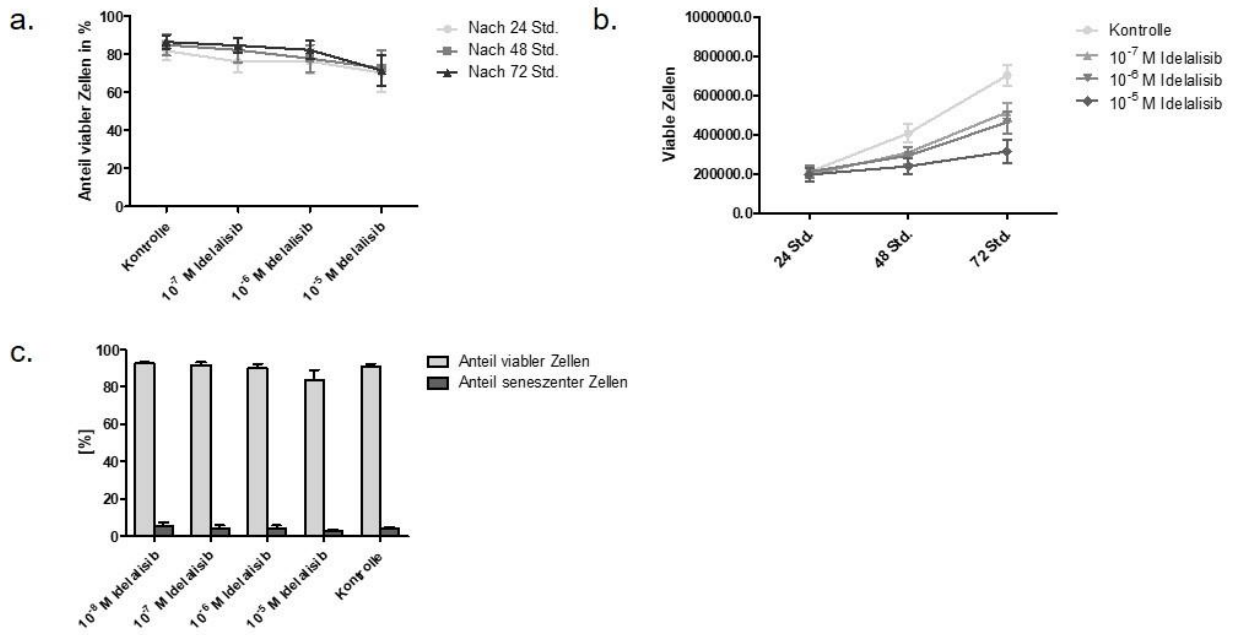 a.
Anteil viabler Zellen in %
100
80
60
40
20
0
Kontrolle
10⁻⁷ M Idelalisib
10⁻⁶ M Idelalisib
10⁻⁵ M Idelalisib
Nach 24 Std.
Nach 48 Std.
Nach 72 Std.
b.
Viable Zellen
1000000.0
800000.0
600000.0
400000.0
200000.0
0.0
24 Std.
48 Std.
72 Std.
Kontrolle
10⁻⁷ M Idelalisib
10⁻⁶ M Idelalisib
10⁻⁵ M Idelalisib
c.
[%]
100
80
60
40
20
0
10⁻⁸ M Idelalisib
10⁻⁷ M Idelalisib
10⁻⁶ M Idelalisib
10⁻⁵ M Idelalisib
Kontrolle
Anteil viabler Zellen
Anteil seneszenter Zellen